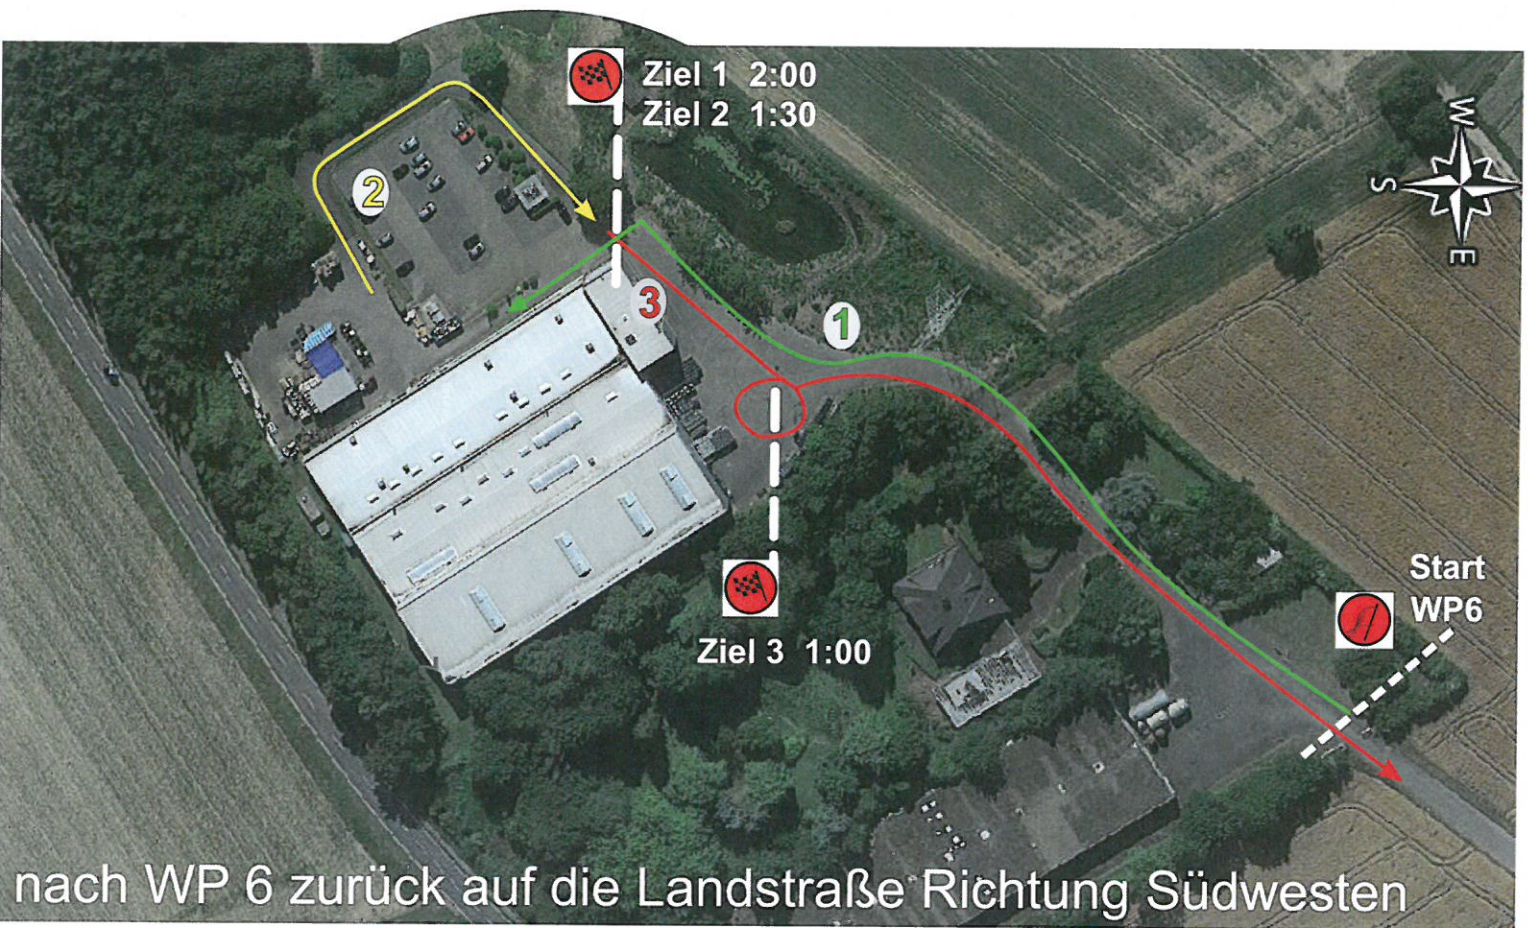 Ziel 1 2:00
Ziel 2 1:30
W
S
E
2
3
1
Start
WP6
Ziel 3 1:00
nach WP 6 zurück auf die Landstraße Richtung Südwesten